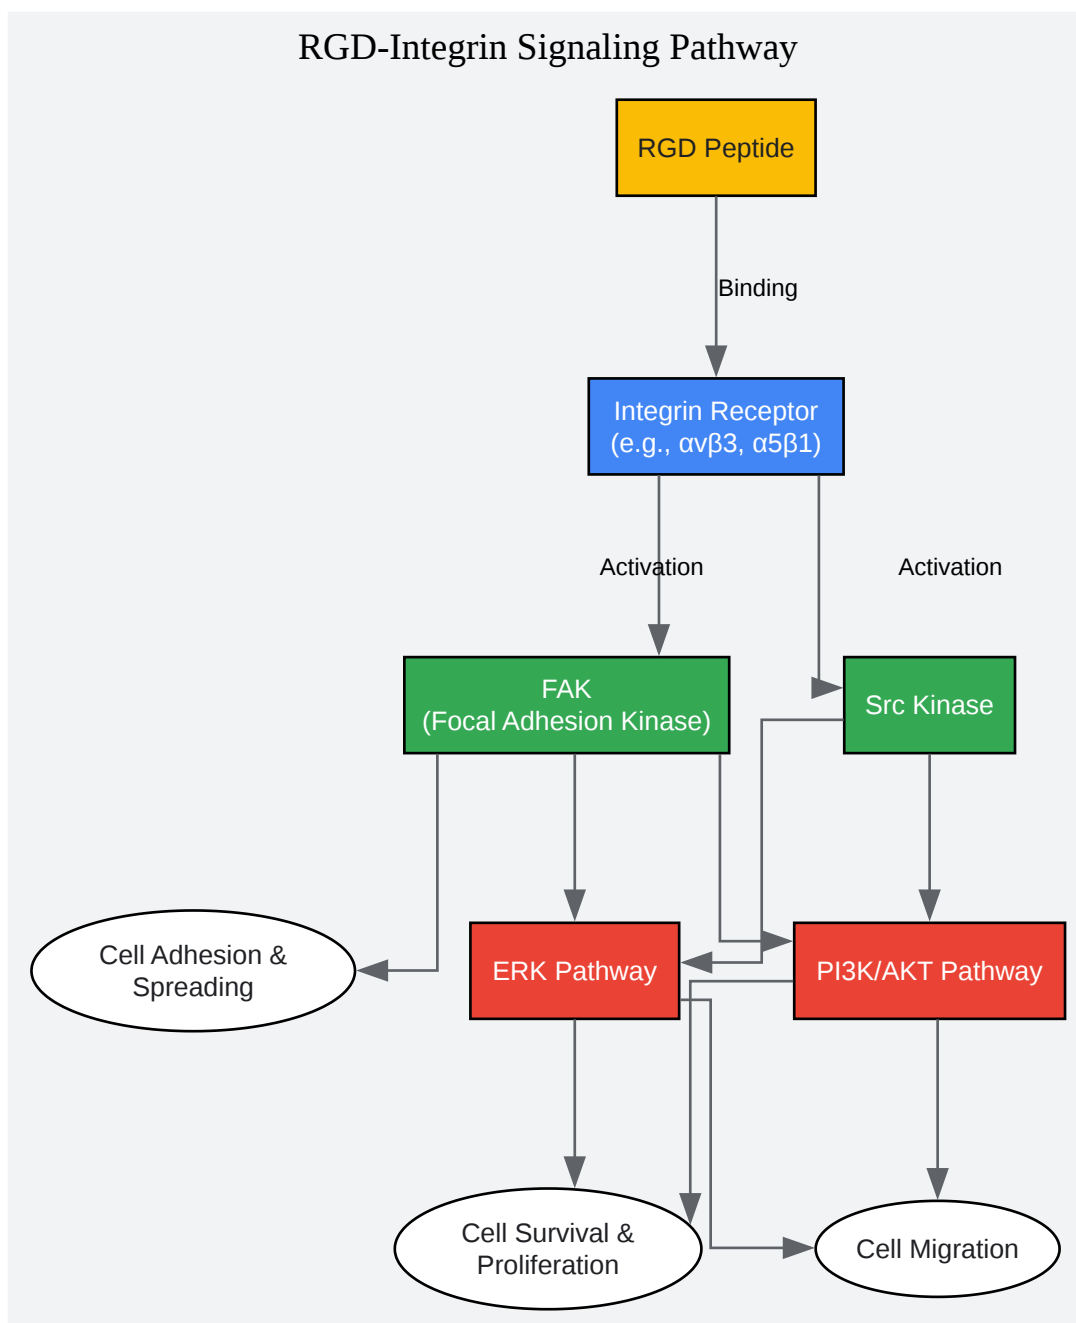 RGD-Integrin Signaling Pathway
RGD Peptide
Binding
Integrin Receptor
(e.g., αvβ3, α5β1)
Activation
Activation
FAK
(Focal Adhesion Kinase)
Src Kinase
Cell Adhesion &
Spreading
ERK Pathway
PI3K/AKT Pathway
Cell Survival &
Proliferation
Cell Migration